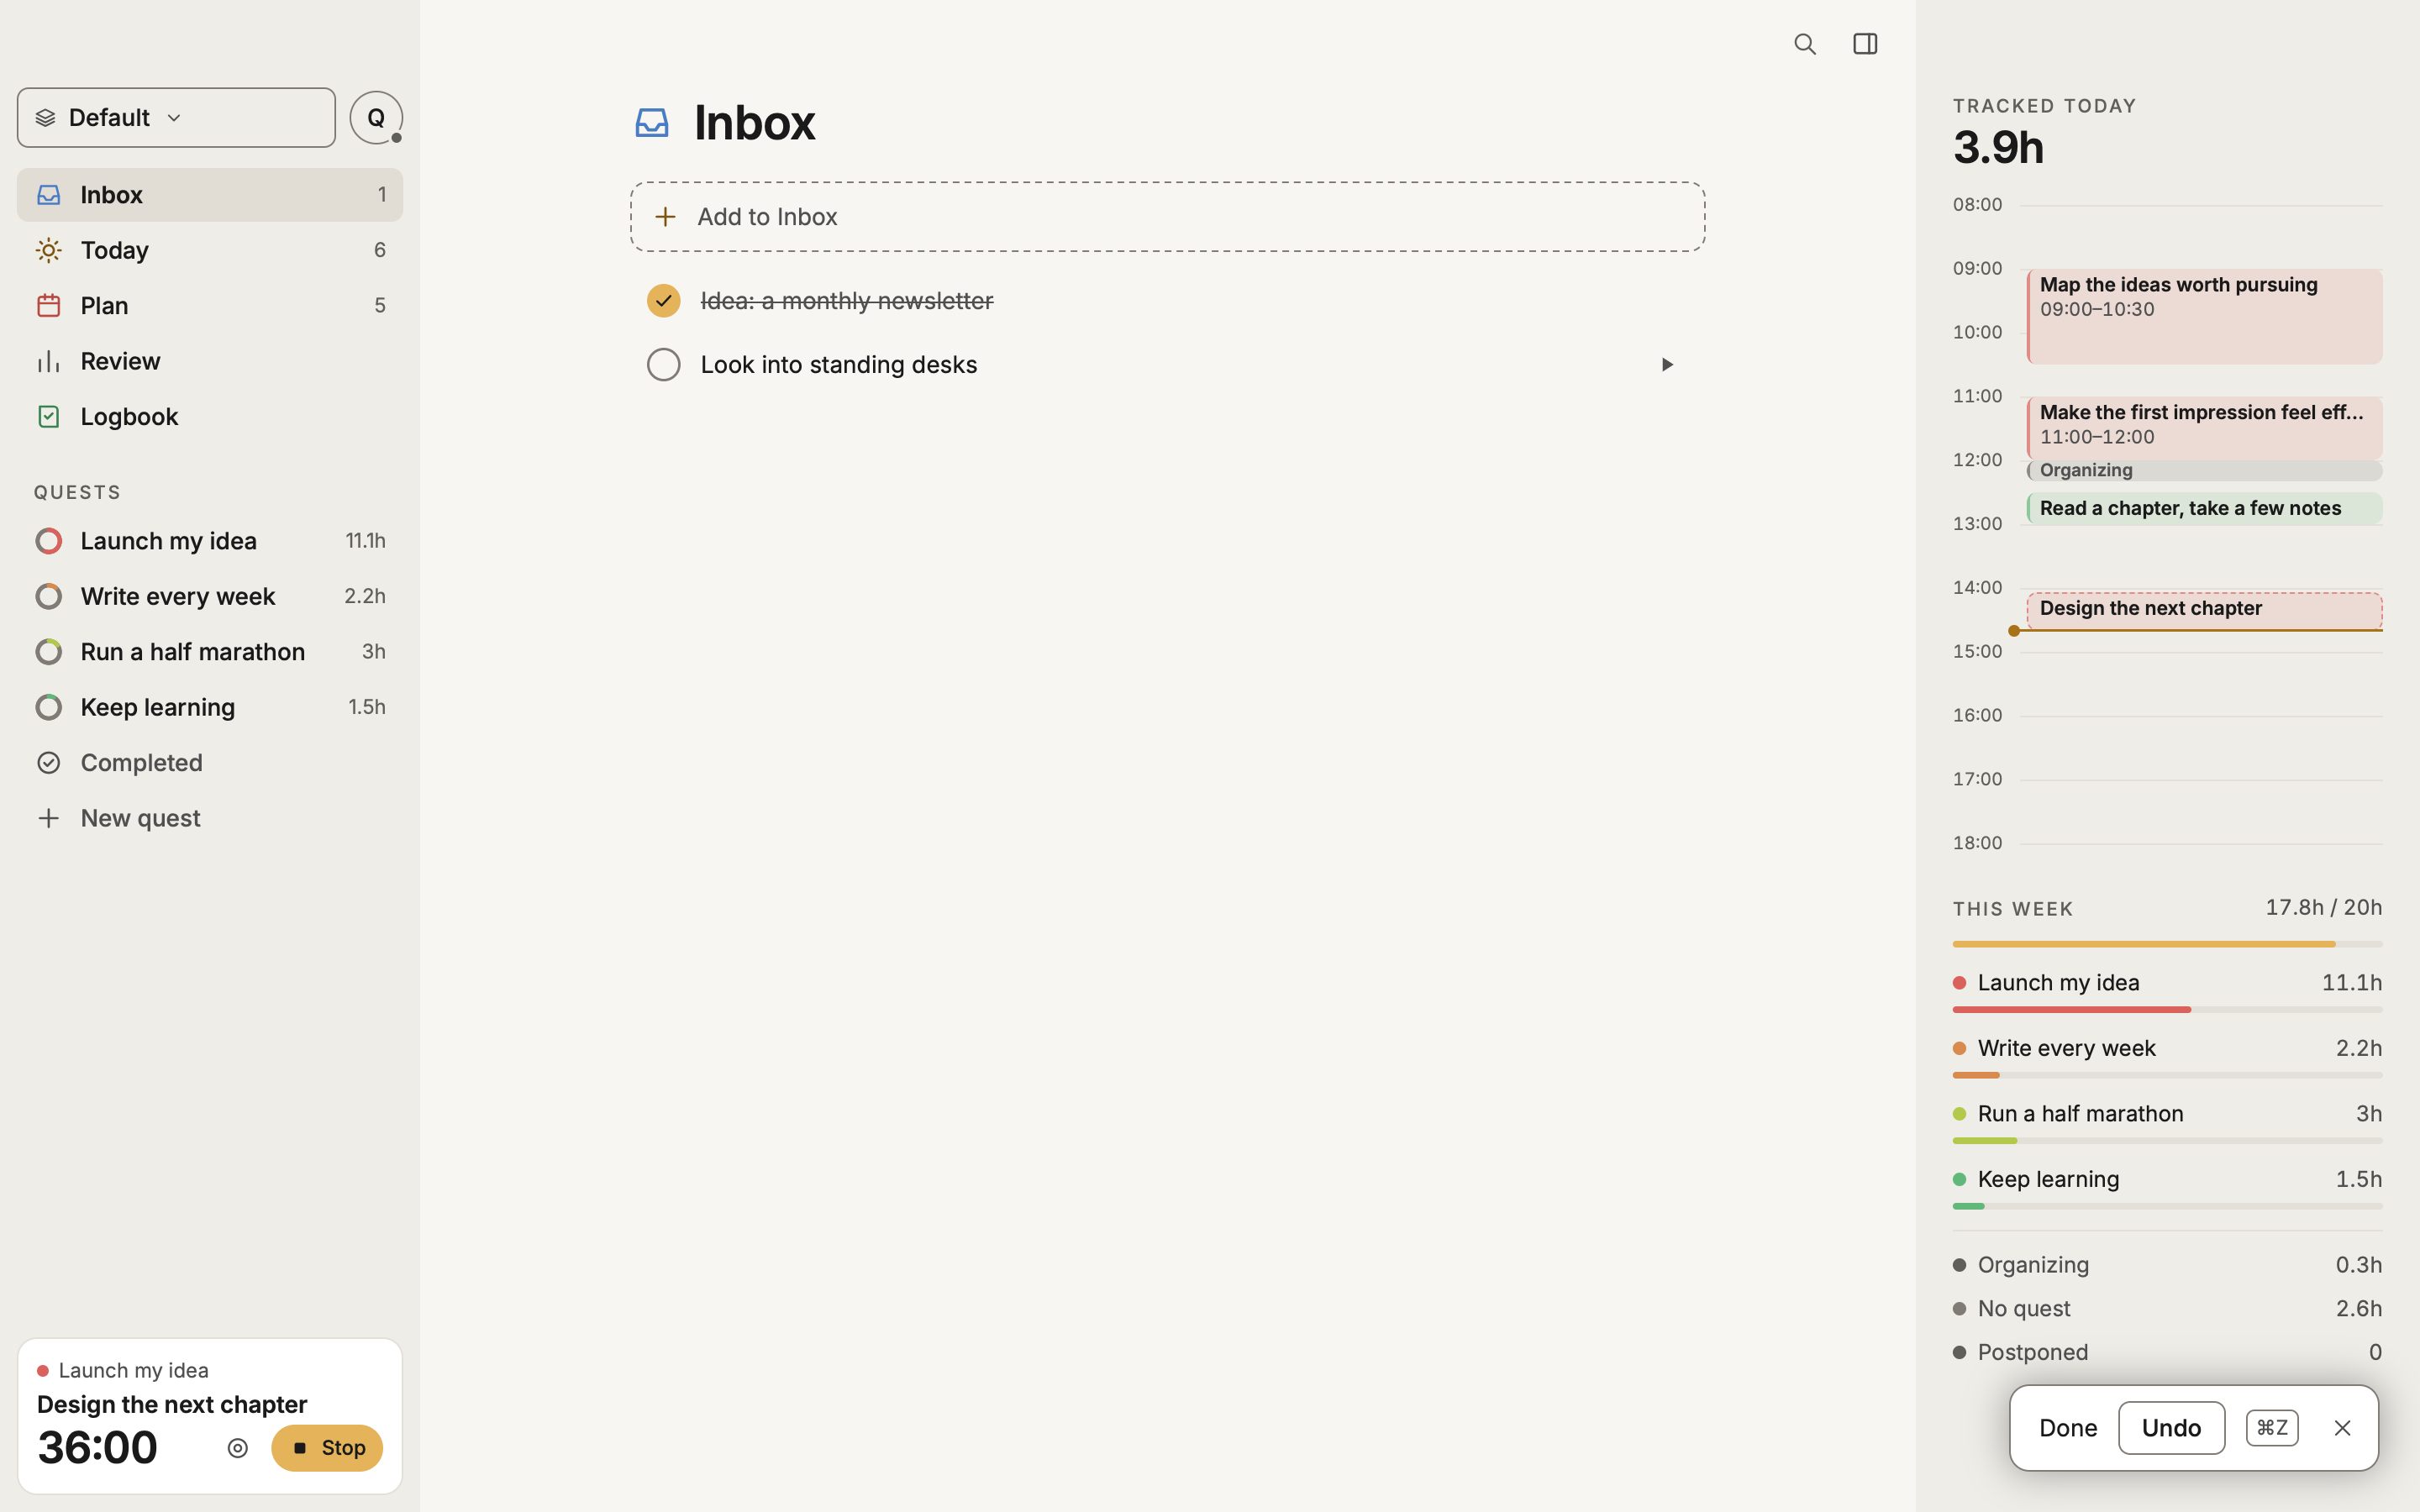 Default
Q
Inbox 1
Today 6
Plan 5
Review
Logbook
QUESTS
Launch my idea 11.1h
Write every week 2.2h
Run a half marathon 3h
Keep learning 1.5h
Completed
New quest
Launch my idea
Design the next chapter
36:00 Stop
Inbox
Add to Inbox
Idea: a monthly newsletter
Look into standing desks
TRACKED TODAY
3.9h
08:00
09:00
Map the ideas worth pursuing
09:00–10:30
10:00
11:00
Make the first impression feel eff...
11:00–12:00
12:00
Organizing
Read a chapter, take a few notes
13:00
14:00
Design the next chapter
15:00
16:00
17:00
18:00
THIS WEEK 17.8h / 20h
Launch my idea 11.1h
Write every week 2.2h
Run a half marathon 3h
Keep learning 1.5h
Organizing 0.3h
No quest 2.6h
Postponed 0
Done Undo ⌘Z